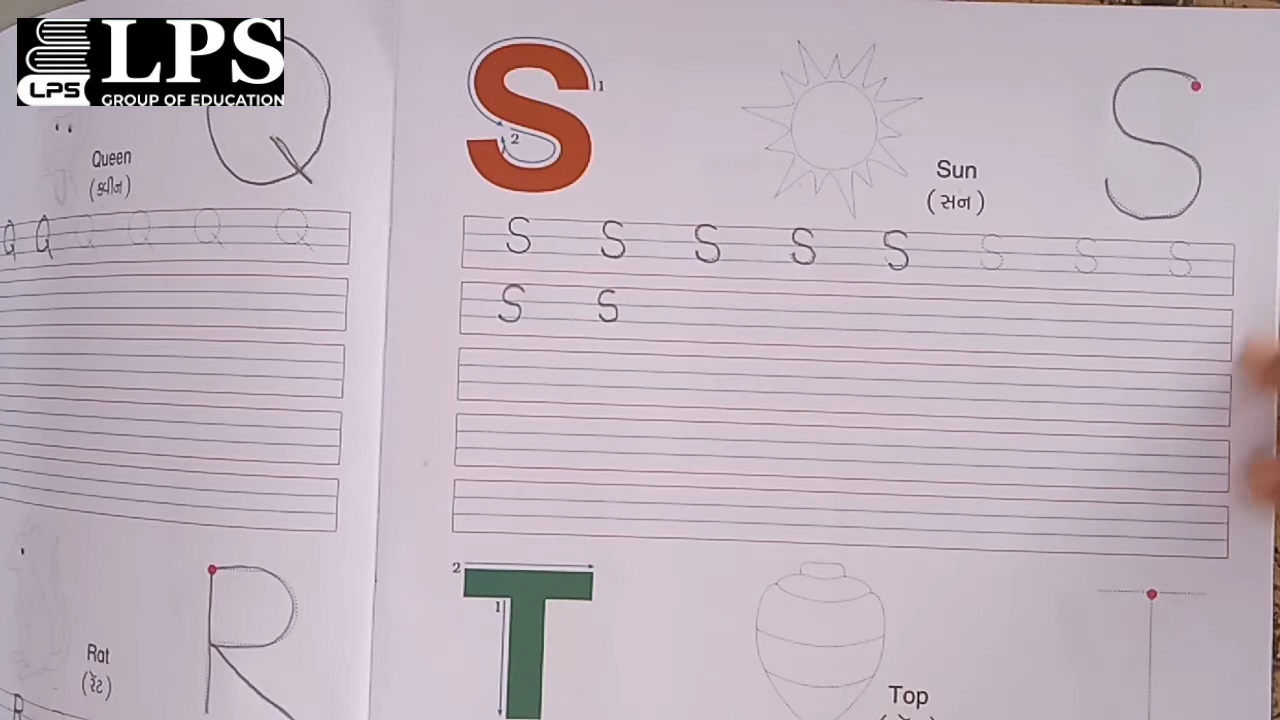 LPS
LPS
GROUP OF EDUCATION
Q
Queen
(ક્વીન)
Q Q Q Q Q Q
R
Rat
(રેટ)
R
S
1
2
Sun
(સન)
S
S S S S S S S S
S S
T
2
1
Top
T